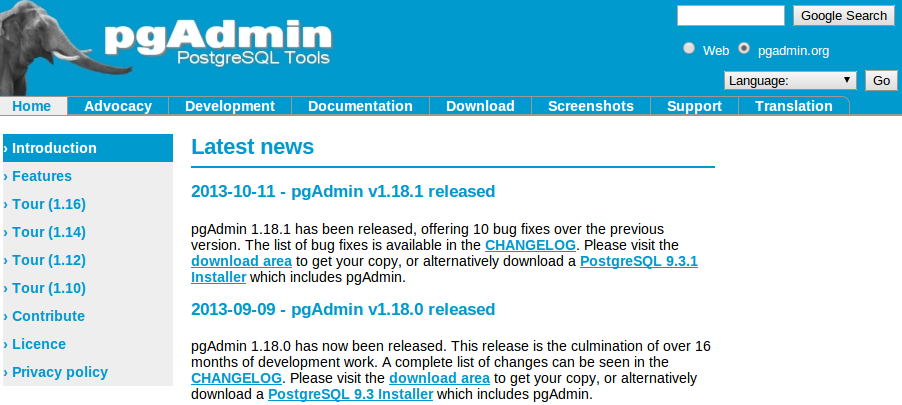 pgAdmin
PostgreSQL Tools
Google Search
Web pgadmin.org
Language: Go
Home Advocacy Development Documentation Download Screenshots Support Translation
› Introduction
› Features
› Tour (1.16)
› Tour (1.14)
› Tour (1.12)
› Tour (1.10)
› Contribute
› Licence
› Privacy policy
Latest news
2013-10-11 - pgAdmin v1.18.1 released
pgAdmin 1.18.1 has been released, offering 10 bug fixes over the previous
version. The list of bug fixes is available in the CHANGELOG. Please visit the
download area to get your copy, or alternatively download a PostgreSQL 9.3.1
Installer which includes pgAdmin.
2013-09-09 - pgAdmin v1.18.0 released
pgAdmin 1.18.0 has now been released. This release is the culmination of over 16
months of development work. A complete list of changes can be seen in the
CHANGELOG. Please visit the download area to get your copy, or alternatively
download a PostgreSQL 9.3 Installer which includes pgAdmin.